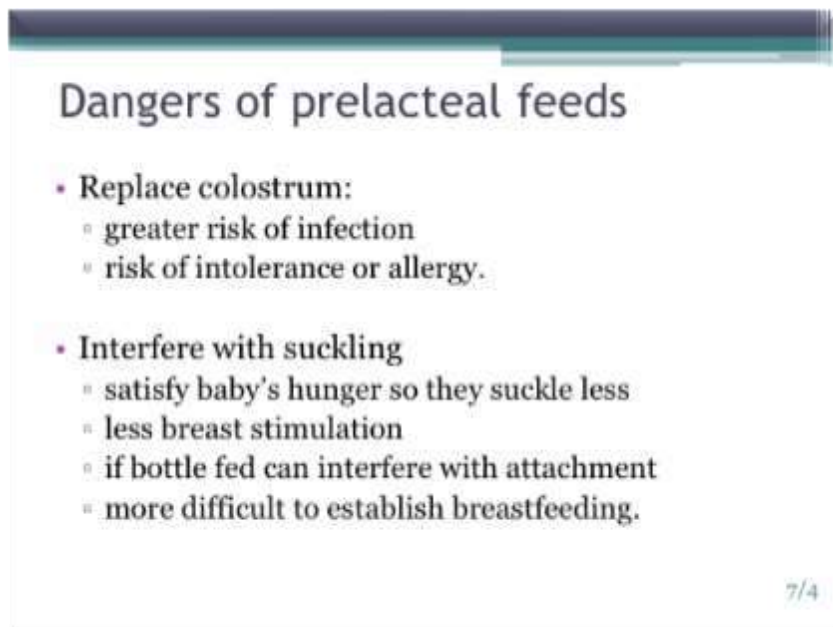 Dangers of prelacteal feeds
• Replace colostrum:
▫ greater risk of infection
▫ risk of intolerance or allergy.
• Interfere with suckling
▫ satisfy baby's hunger so they suckle less
▫ less breast stimulation
▫ if bottle fed can interfere with attachment
▫ more difficult to establish breastfeeding.
7/4